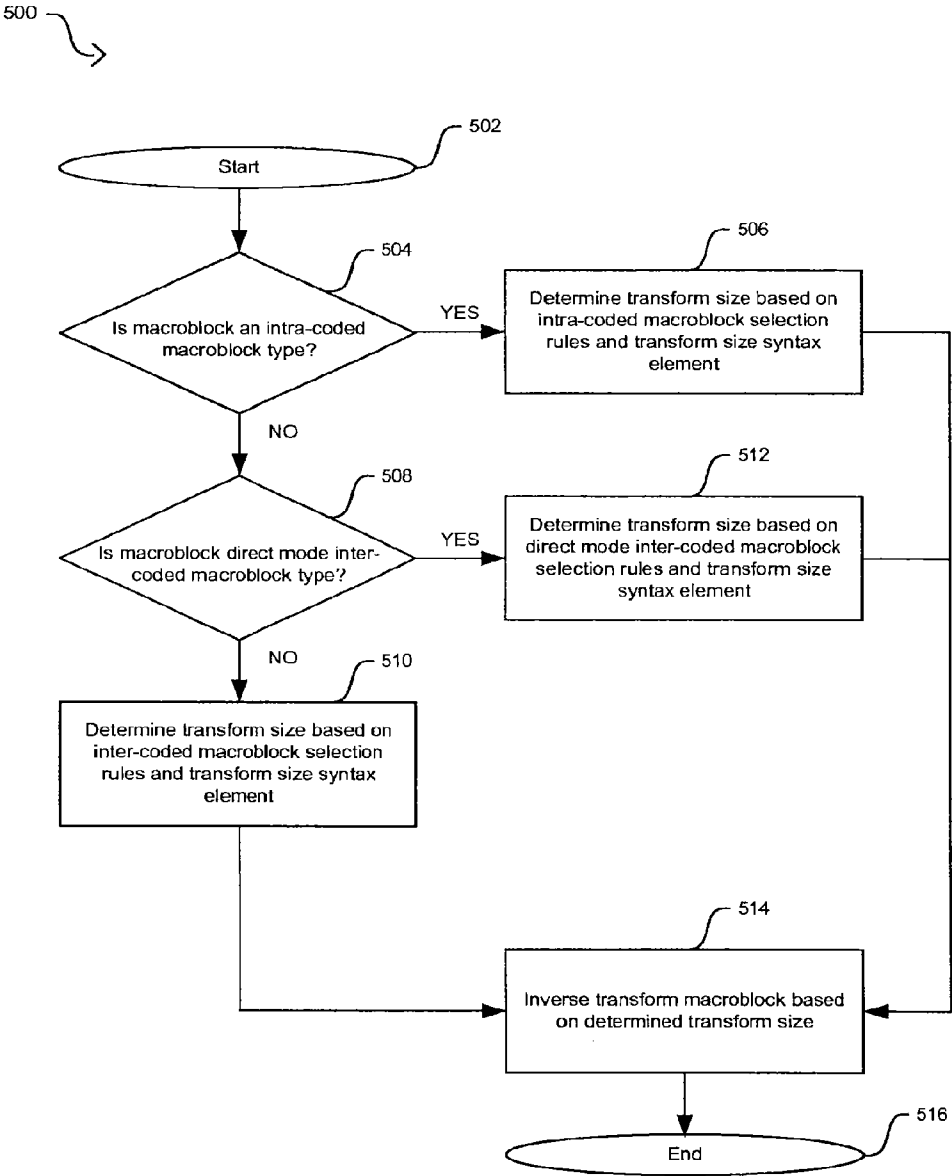 500
502
Start
504
506
Is macroblock an intra-coded
macroblock type?
YES
Determine transform size based on
intra-coded macroblock selection
rules and transform size syntax
element
NO
508
512
Is macroblock direct mode inter-
coded macroblock type?
YES
Determine transform size based on
direct mode inter-coded macroblock
selection rules and transform size
syntax element
NO
510
Determine transform size based on
inter-coded macroblock selection
rules and transform size syntax
element
514
Inverse transform macroblock based
on determined transform size
516
End